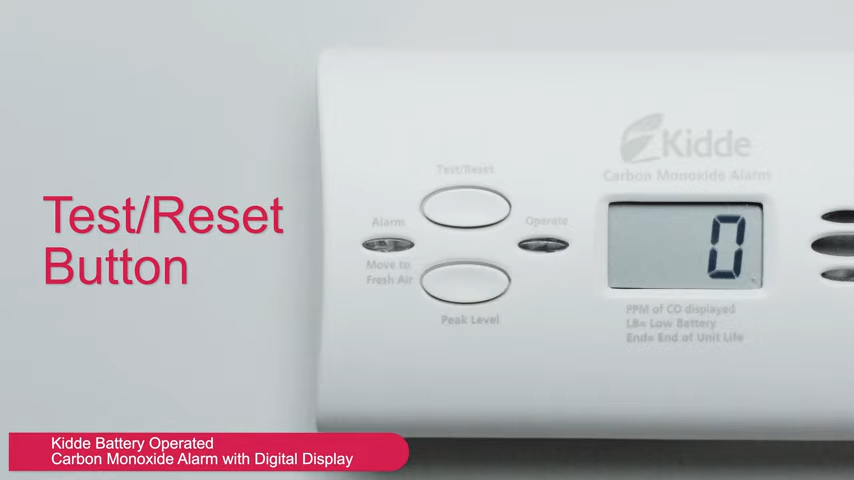 Test/Reset
Button
Kidde
Carbon Monoxide Alarm
Test/Reset
Alarm
Operate
Move to
Fresh Air
Peak Level
0
PPM of CO displayed
LB= Low Battery
End= End of Unit Life
Kidde Battery Operated
Carbon Monoxide Alarm with Digital Display